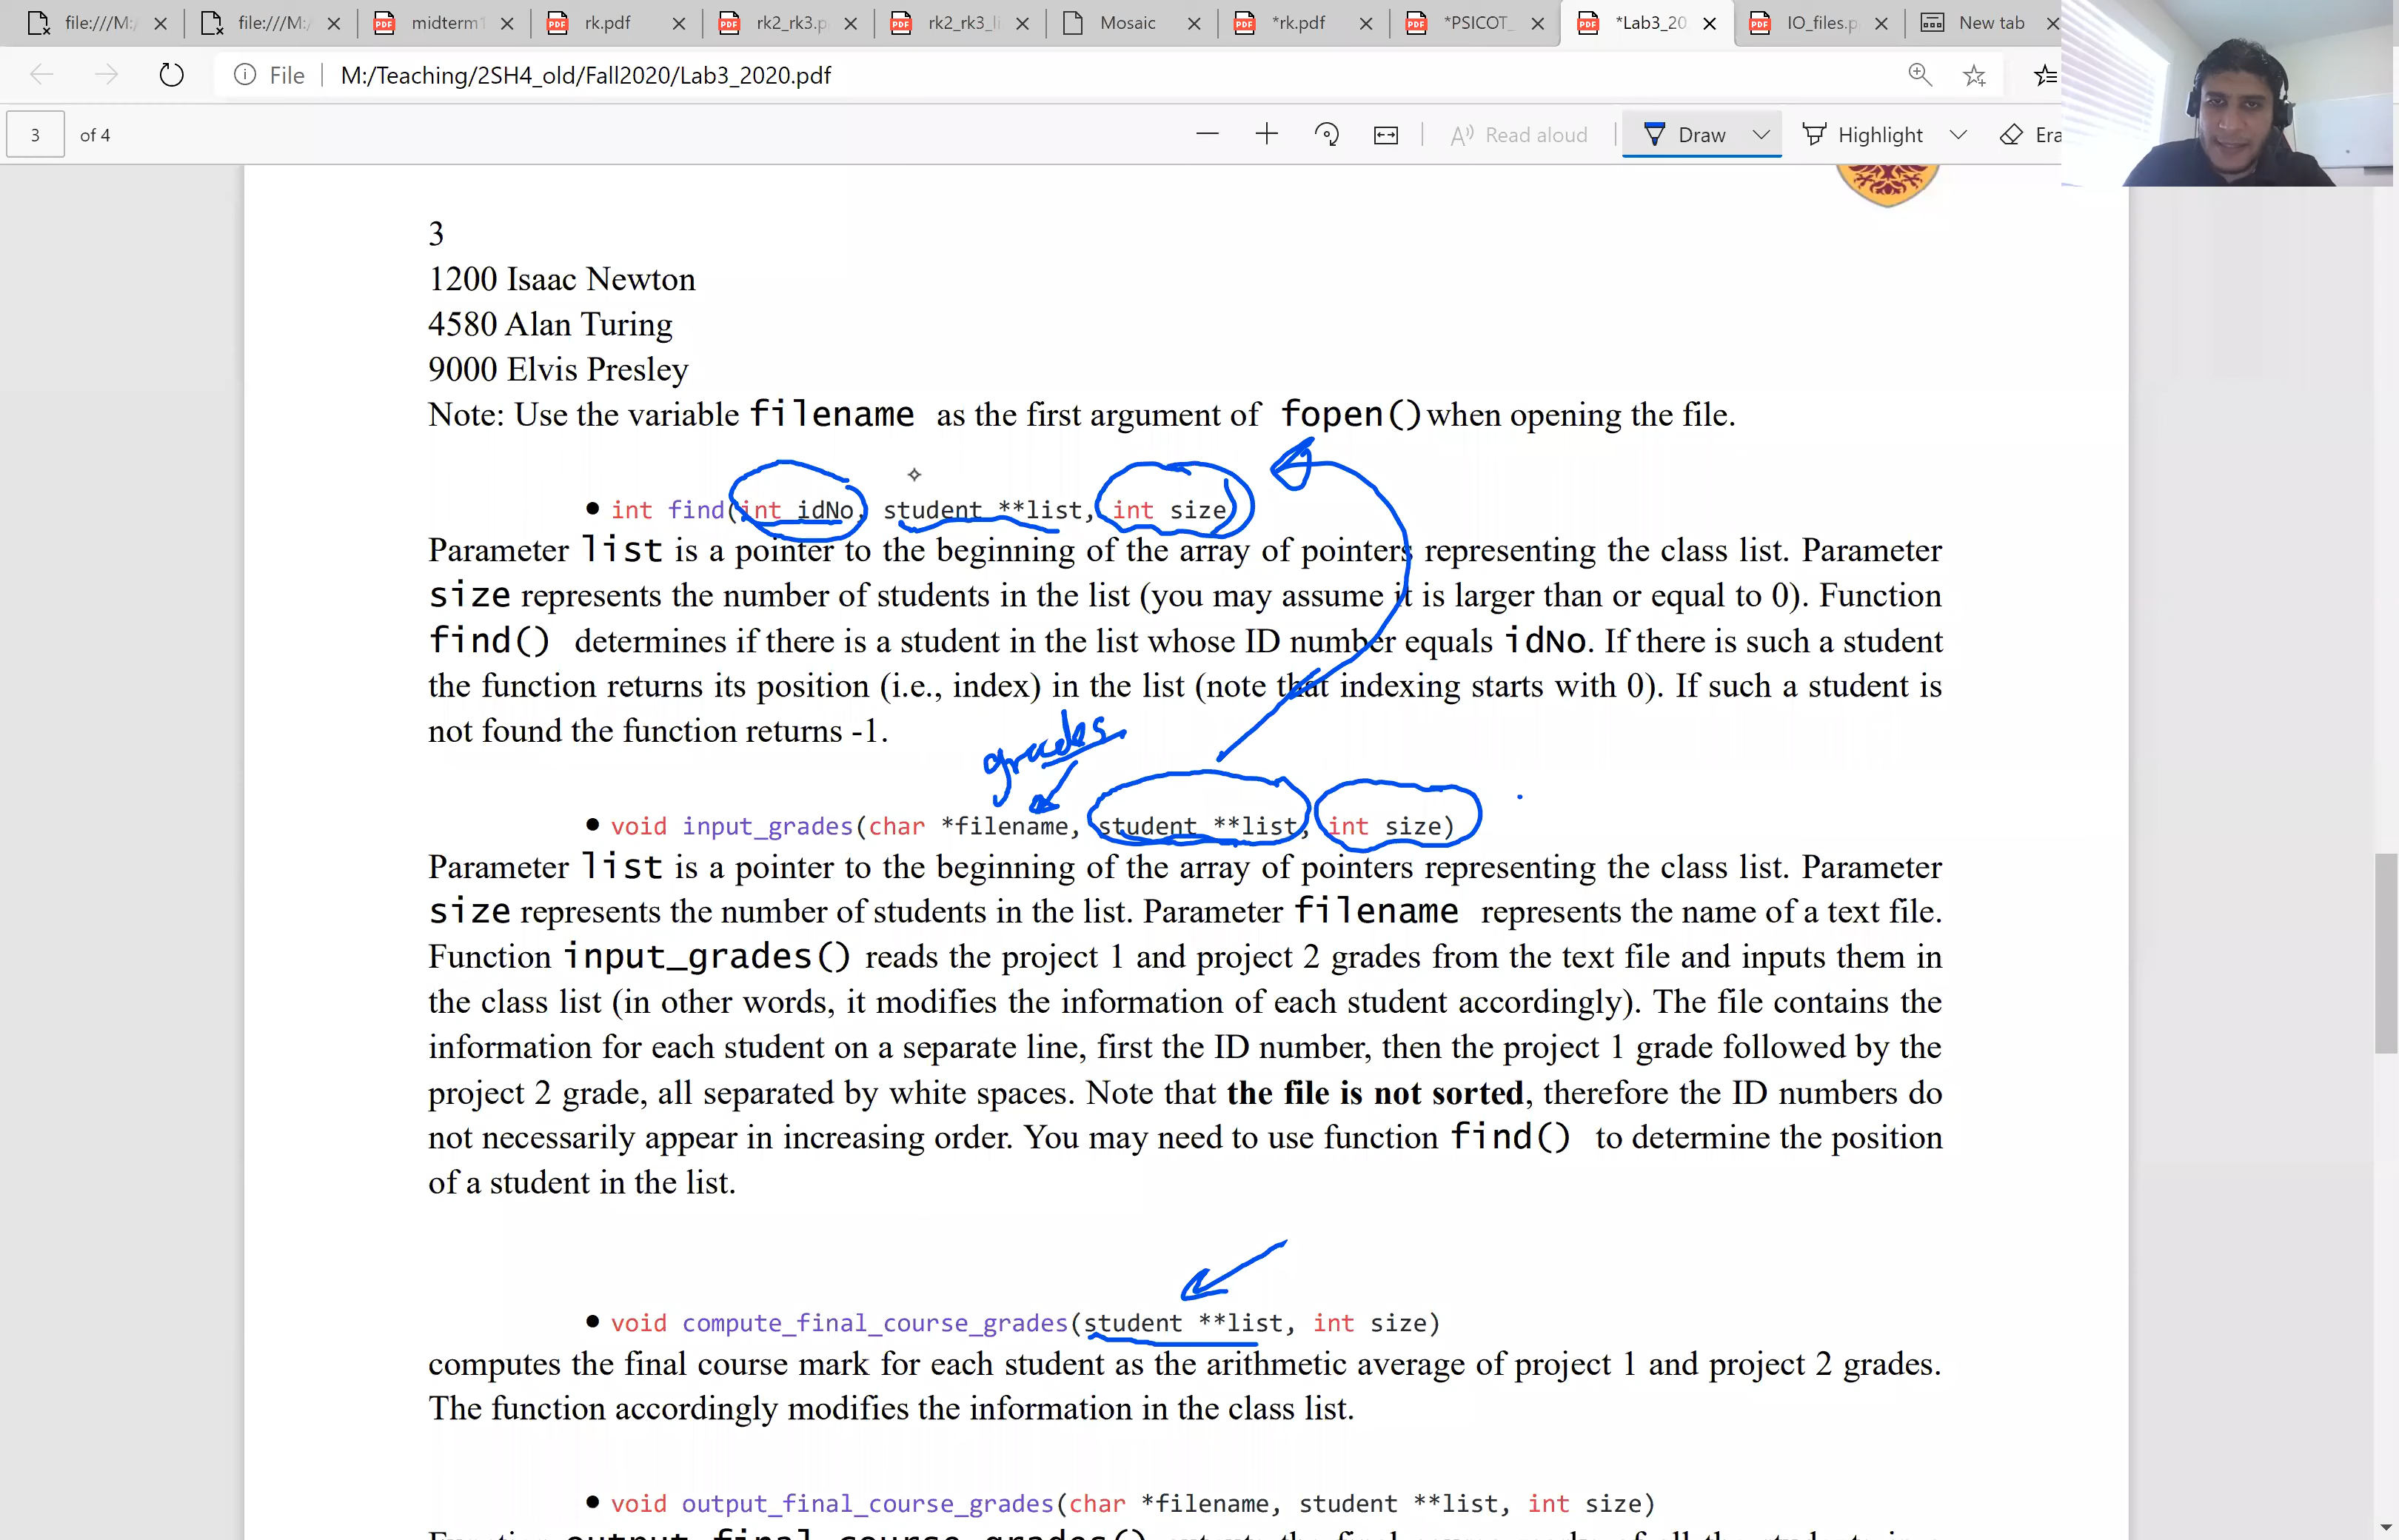 file:///M:/
file:///M:/
midterm1
rk.pdf
rk2_rk3.p
rk2_rk3_li
Mosaic
*rk.pdf
*PSICOT_
*Lab3_20
IO_files.p
New tab
File | M:/Teaching/2SH4_old/Fall2020/Lab3_2020.pdf
3 of 4
Read aloud
Draw
Highlight
Era
3
1200 Isaac Newton
4580 Alan Turing
9000 Elvis Presley
Note: Use the variable filename as the first argument of fopen()when opening the file.
• int find(int idNo, student **list, int size)
Parameter list is a pointer to the beginning of the array of pointers representing the class list. Parameter
size represents the number of students in the list (you may assume it is larger than or equal to 0). Function
find() determines if there is a student in the list whose ID number equals idNo. If there is such a student
the function returns its position (i.e., index) in the list (note that indexing starts with 0). If such a student is
not found the function returns -1.
grades
• void input_grades(char *filename, student **list, int size)
Parameter list is a pointer to the beginning of the array of pointers representing the class list. Parameter
size represents the number of students in the list. Parameter filename represents the name of a text file.
Function input_grades() reads the project 1 and project 2 grades from the text file and inputs them in
the class list (in other words, it modifies the information of each student accordingly). The file contains the
information for each student on a separate line, first the ID number, then the project 1 grade followed by the
project 2 grade, all separated by white spaces. Note that the file is not sorted, therefore the ID numbers do
not necessarily appear in increasing order. You may need to use function find() to determine the position
of a student in the list.
• void compute_final_course_grades(student **list, int size)
computes the final course mark for each student as the arithmetic average of project 1 and project 2 grades.
The function accordingly modifies the information in the class list.
• void output_final_course_grades(char *filename, student **list, int size)